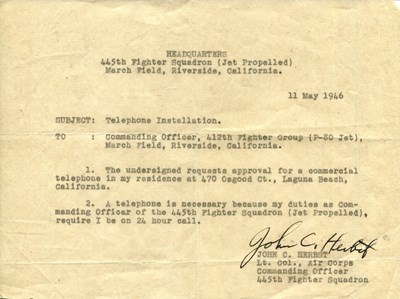 HEADQUARTERS
445th Fighter Squadron (Jet Propelled)
March Field, Riverside, California.
11 May 1946
SUBJECT: Telephone Installation.
TO : Commanding Officer, 412th Fighter Group (P-80 Jet),
March Field, Riverside, California.
1. The undersigned requests approval for a commercial
telephone in my residence at 470 Osgood Ct., Laguna Beach,
California.
2. A telephone is necessary because my duties as Com-
manding Officer of the 445th Fighter Squadron (Jet Propelled),
require I be on 24 hour call.
John C. Herbst
JOHN C. HERBST
Lt. Col., Air Corps
Commanding Officer
445th Fighter Squadron